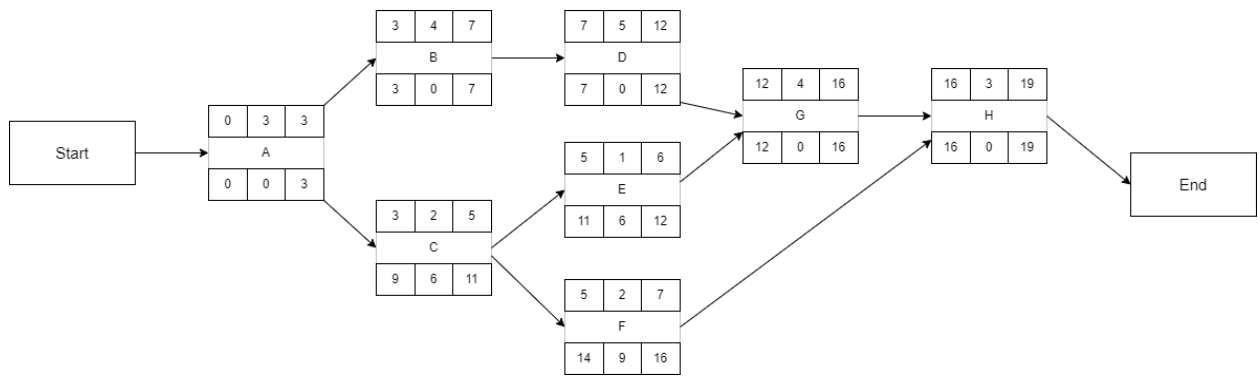 Start
0 3 3
A
0 0 3
3 4 7
B
3 0 7
3 2 5
C
9 6 11
7 5 12
D
7 0 12
5 1 6
E
11 6 12
5 2 7
F
14 9 16
12 4 16
G
12 0 16
16 3 19
H
16 0 19
End